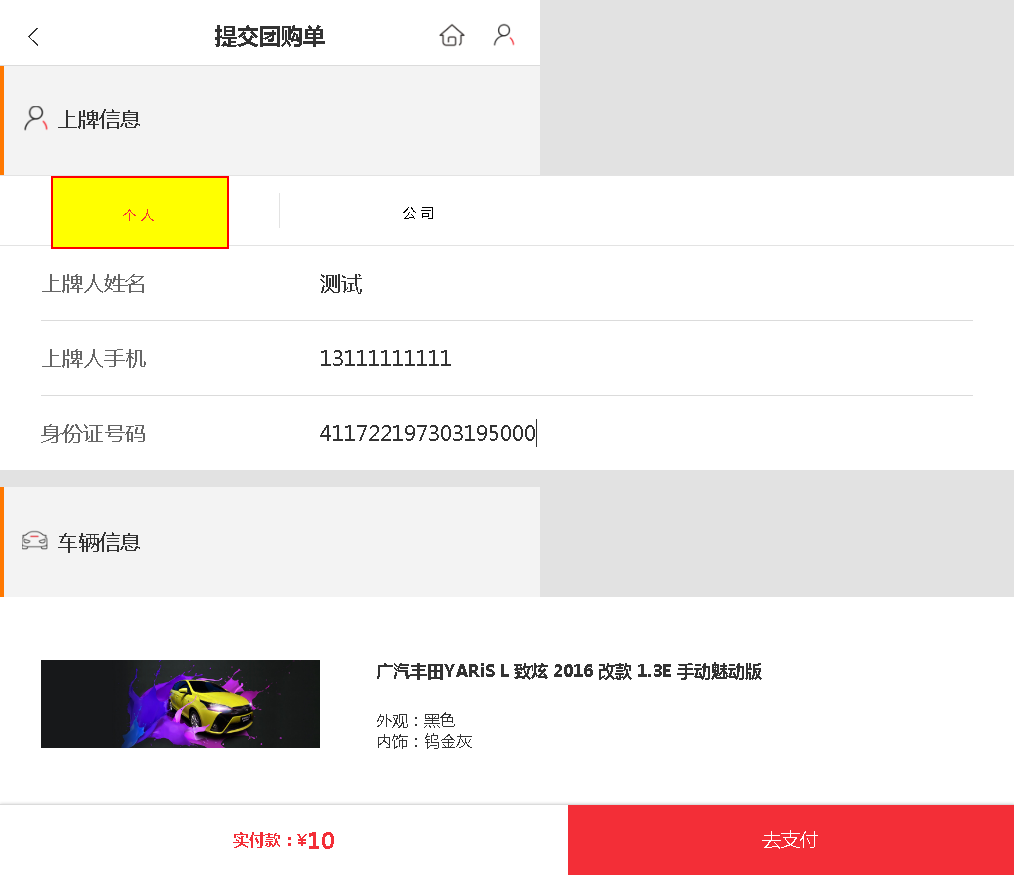 提交团购单
上牌信息
个人
公司
上牌人姓名 测试
上牌人手机 13111111111
身份证号码 411722197303195000
车辆信息
广汽丰田YARiS L 致炫 2016 改款 1.3E 手动魅动版
外观：黑色
内饰：钨金灰
实付款：¥10
去支付